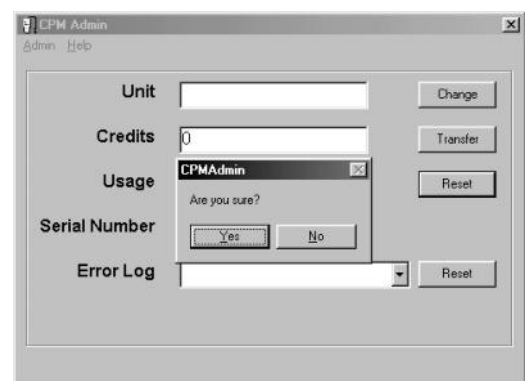 CPM Admin
Admin Help
Unit
Change
Credits 0
Transfer
Usage
Reset
CPMAdmin
Are you sure?
Yes No
Serial Number
Error Log
Reset